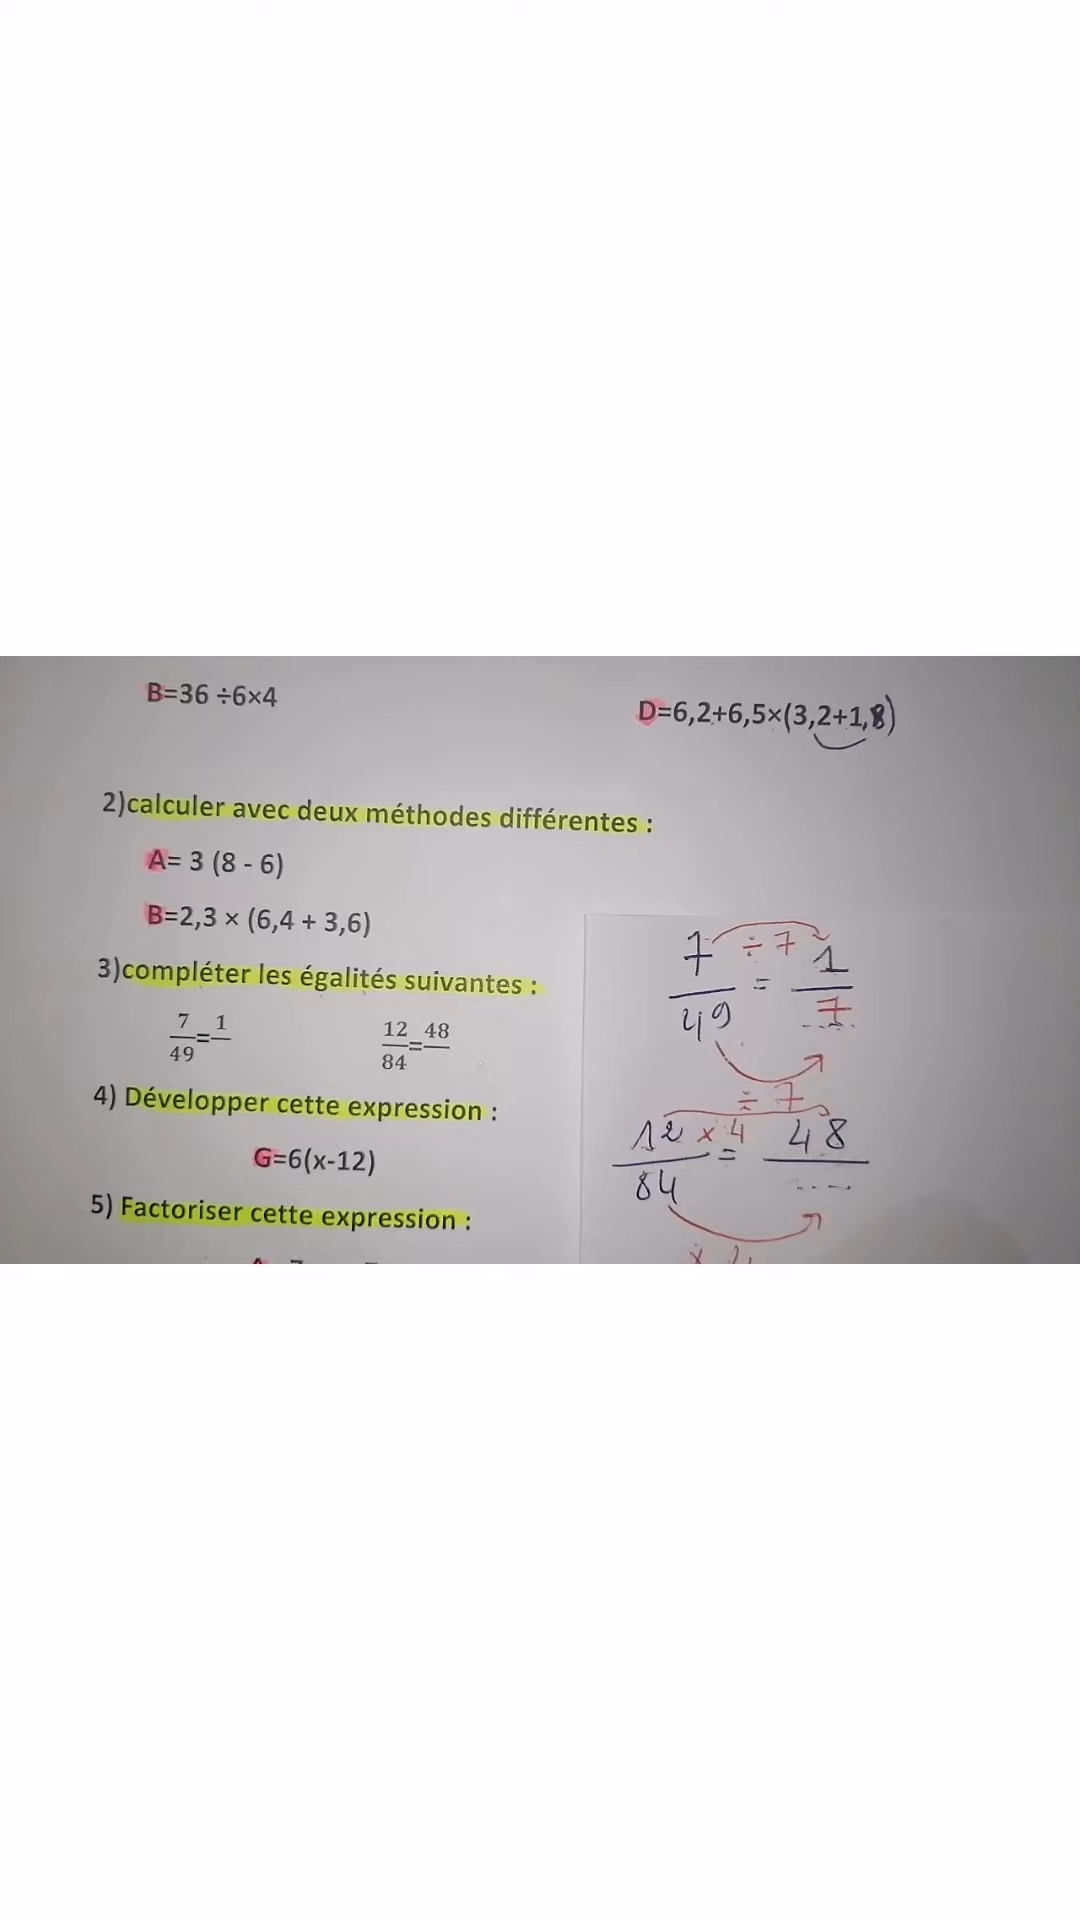 B=36 ÷6×4
D=6,2+6,5×(3,2+1,8)
2)calculer avec deux méthodes différentes :
A= 3 (8 - 6)
B=2,3 × (6,4 + 3,6)
3)compléter les égalités suivantes :
7/49=1/
12/84=48/
4) Développer cette expression :
G=6(x-12)
5) Factoriser cette expression :
7 ÷ 7 1
=
49 7
....
÷ 7
12 × 4 48
=
84 ....